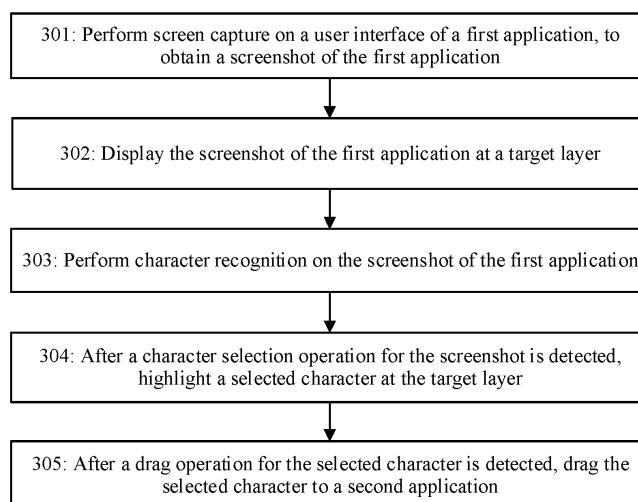 301: Perform screen capture on a user interface of a first application, to
obtain a screenshot of the first application
302: Display the screenshot of the first application at a target layer
303: Perform character recognition on the screenshot of the first application
304: After a character selection operation for the screenshot is detected,
highlight a selected character at the target layer
305: After a drag operation for the selected character is detected, drag the
selected character to a second application